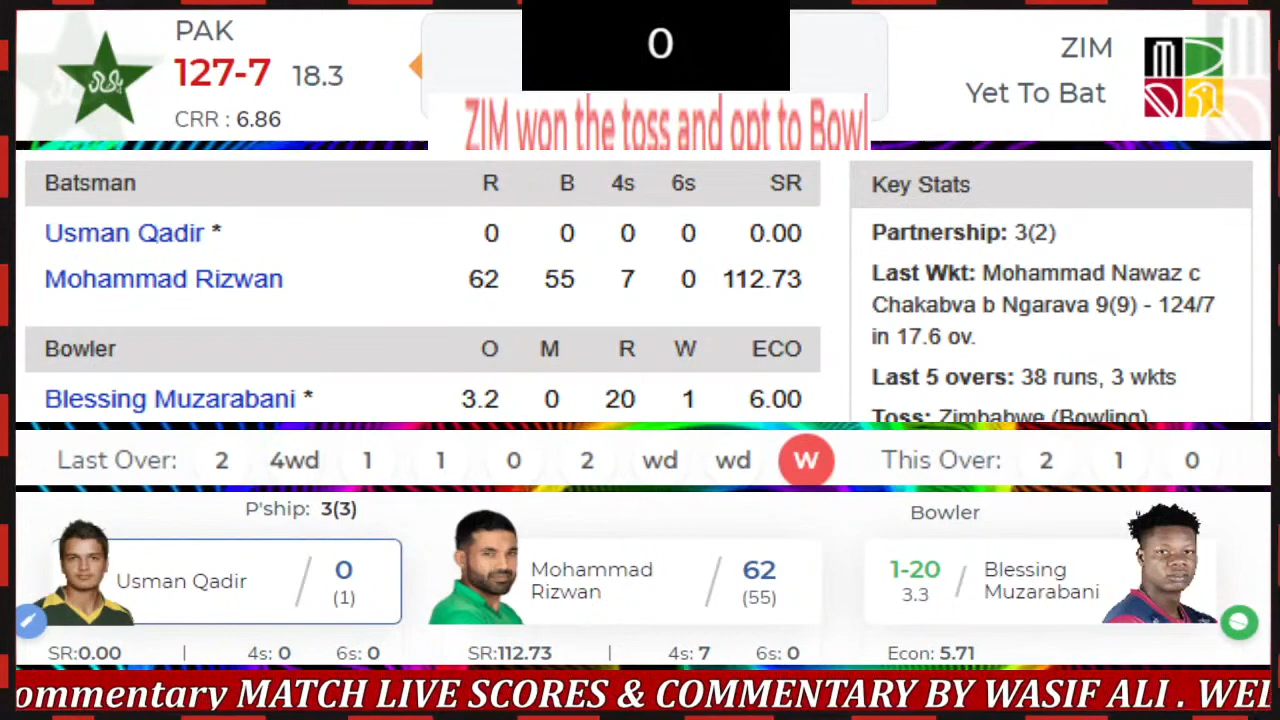 PAK
127-7 18.3
CRR : 6.86
0
ZIM won the toss and opt to Bowl
ZIM
Yet To Bat
Batsman R B 4s 6s SR
Usman Qadir * 0 0 0 0 0.00
Mohammad Rizwan 62 55 7 0 112.73
Bowler O M R W ECO
Blessing Muzarabani * 3.2 0 20 1 6.00
Key Stats
Partnership: 3(2)
Last Wkt: Mohammad Nawaz c
Chakabva b Ngarava 9(9) - 124/7
in 17.6 ov.
Last 5 overs: 38 runs, 3 wkts
Toss: Zimbabwe (Bowling)
Last Over: 2 4wd 1 1 0 2 wd wd W This Over: 2 1 0
P'ship: 3(3)
Usman Qadir / 0
(1)
SR:0.00 | 4s: 0 6s: 0
Mohammad
Rizwan / 62
(55)
SR:112.73 | 4s: 7 6s: 0
Bowler
1-20 / Blessing
3.3 Muzarabani
Econ: 5.71
ommentary MATCH LIVE SCORES & COMMENTARY BY WASIF ALI . WEL